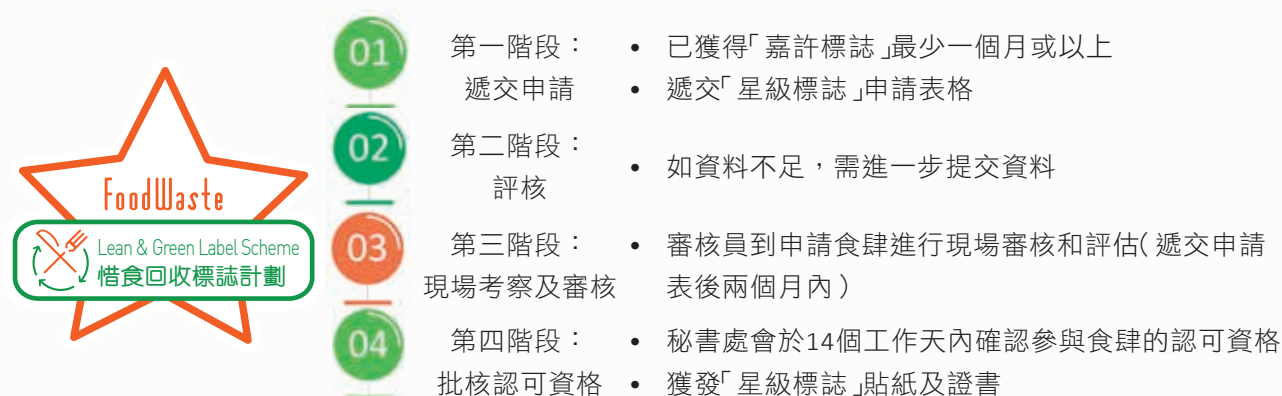 FoodWaste
Lean & Green Label Scheme
惜食回收標誌計劃
01
第一階段：
遞交申請
• 已獲得「嘉許標誌」最少一個月或以上
• 遞交「星級標誌」申請表格
02
第二階段：
評核
• 如資料不足，需進一步提交資料
03
第三階段：
現場考察及審核
• 審核員到申請食肆進行現場審核和評估（遞交申請
表後兩個月內）
04
第四階段：
批核認可資格
• 秘書處會於14個工作天內確認參與食肆的認可資格
• 獲發「星級標誌」貼紙及證書